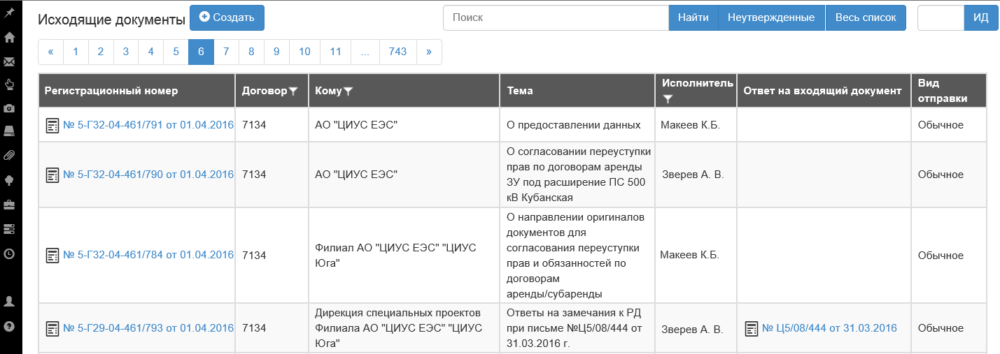 Исходящие документы Создать Поиск Найти Неутвержденные Весь список ИД
« 1 2 3 4 5 6 7 8 9 10 11 ... 743 »
Регистрационный номер Договор Кому Тема Исполнитель Ответ на входящий документ Вид отправки
№ 5-Г32-04-461/791 от 01.04.2016 7134 АО "ЦИУС ЕЭС" О предоставлении данных Макеев К.Б. Обычное
№ 5-Г32-04-461/790 от 01.04.2016 7134 АО "ЦИУС ЕЭС"
О согласовании переуступки
прав по договорам аренды
ЗУ под расширение ПС 500
кВ Кубанская
Зверев А. В. Обычное
№ 5-Г32-04-461/784 от 01.04.2016 7134
Филиал АО "ЦИУС ЕЭС" "ЦИУС
Юга"
О направлении оригиналов
документов для
согласования переуступки
прав и обязанностей по
договорам
аренды/субаренды
Макеев К.Б. Обычное
№ 5-Г29-04-461/793 от 01.04.2016 7134
Дирекция специальных проектов
Филиала АО "ЦИУС ЕЭС" "ЦИУС
Юга"
Ответы на замечания к РД
при письме №Ц5/08/444 от
31.03.2016 г.
Зверев А. В. № Ц5/08/444 от 31.03.2016 Обычное